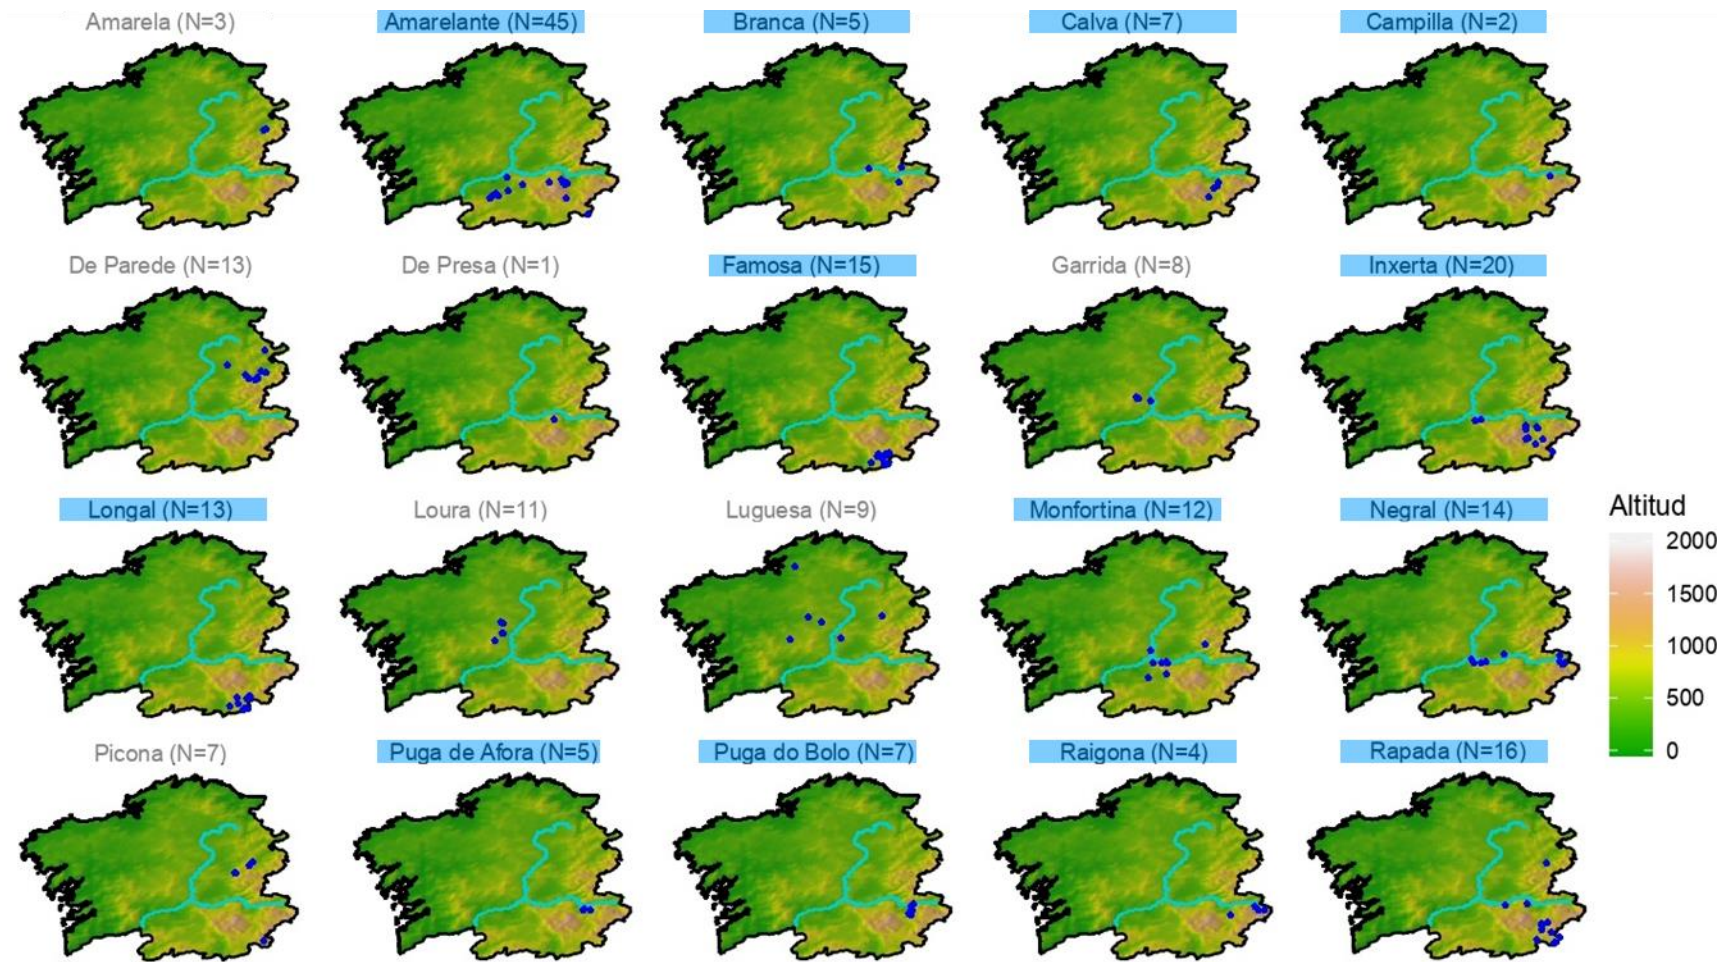 Amarela (N=3)
Amarelante (N=45)
Branca (N=5)
Calva (N=7)
Campilla (N=2)
De Parede (N=13)
De Presa (N=1)
Famosa (N=15)
Garrida (N=8)
Inxerta (N=20)
Longal (N=13)
Loura (N=11)
Luguesa (N=9)
Monfortina (N=12)
Negral (N=14)
Picona (N=7)
Puga de Afora (N=5)
Puga do Bolo (N=7)
Raigona (N=4)
Rapada (N=16)
Altitud
2000
1500
1000
500
0